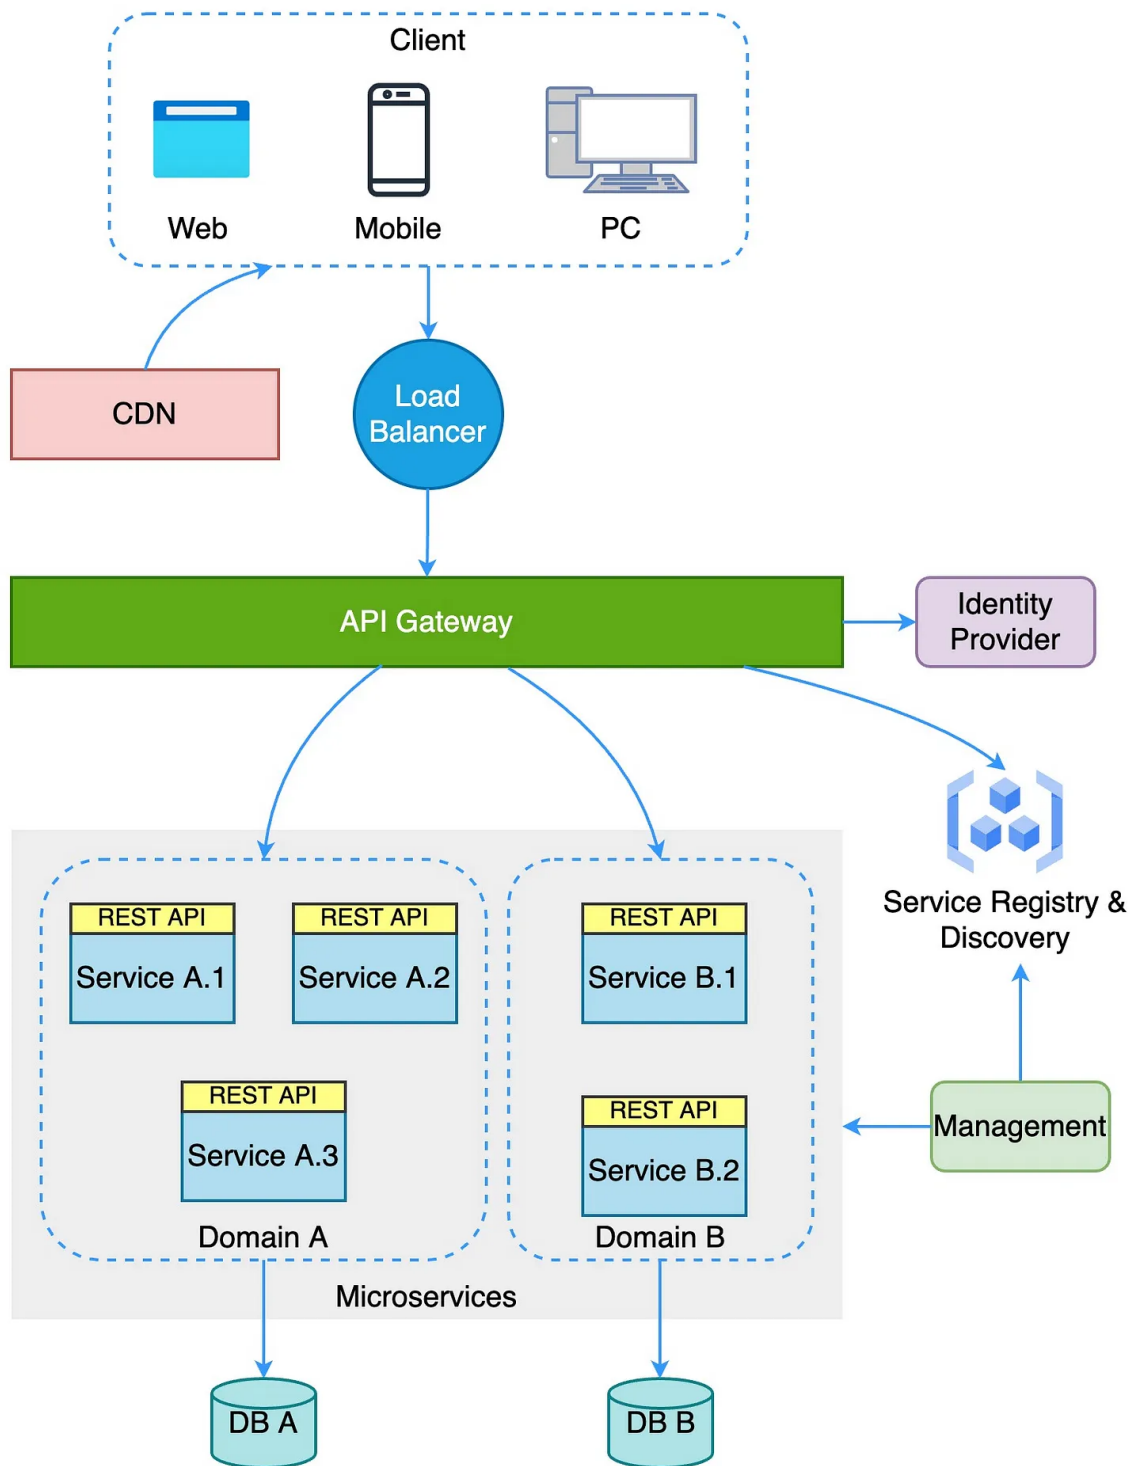 Client
Web
Mobile
PC
CDN
Load
Balancer
API Gateway
Identity
Provider
Service Registry &
Discovery
REST API
Service A.1
REST API
Service A.2
REST API
Service B.1
REST API
Service A.3
REST API
Service B.2
Management
Domain A
Domain B
Microservices
DB A
DB B